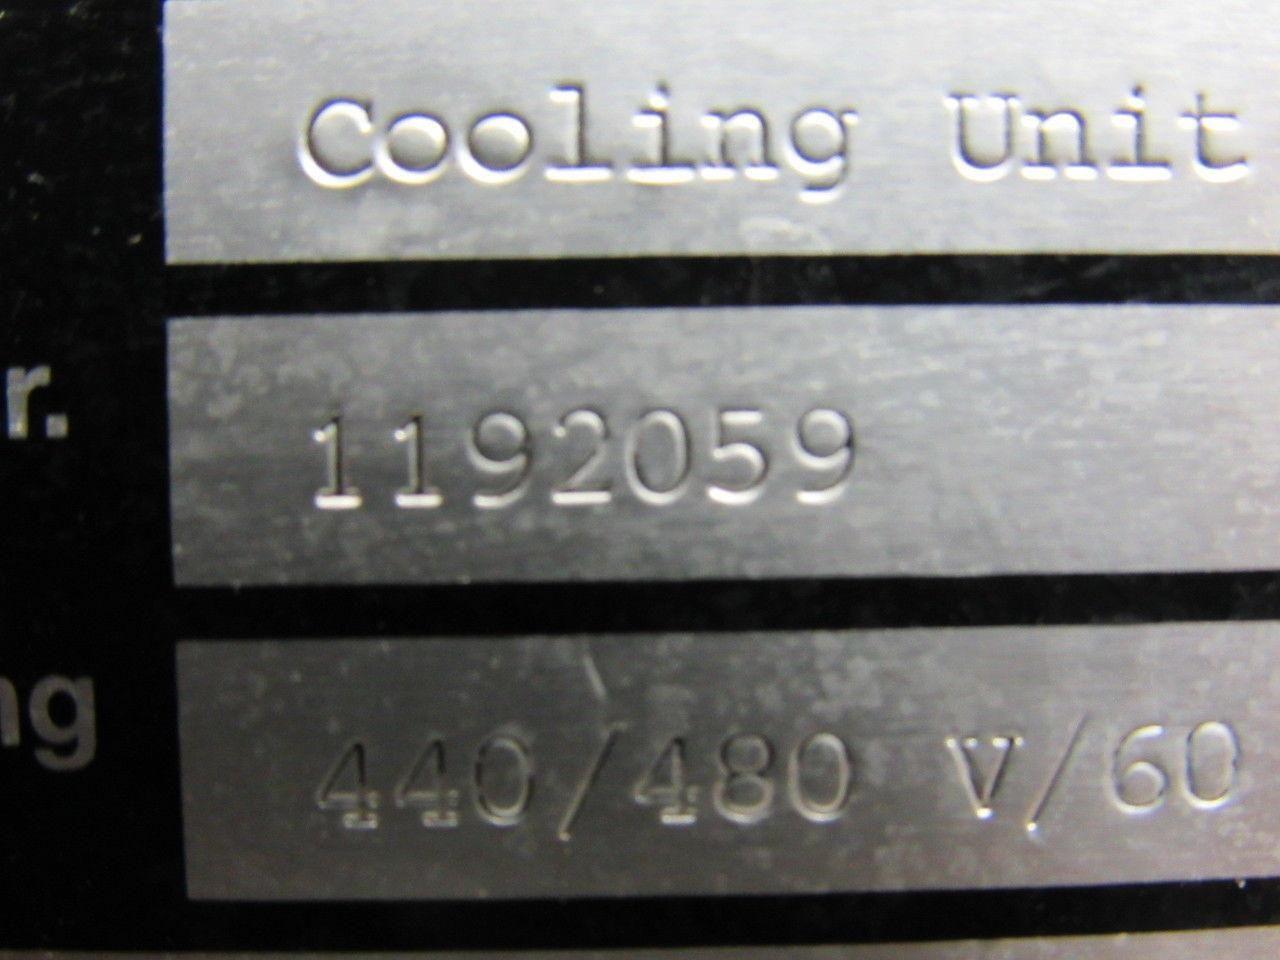 Cooling Unit
r. 1192059
ng 440/480 V/60